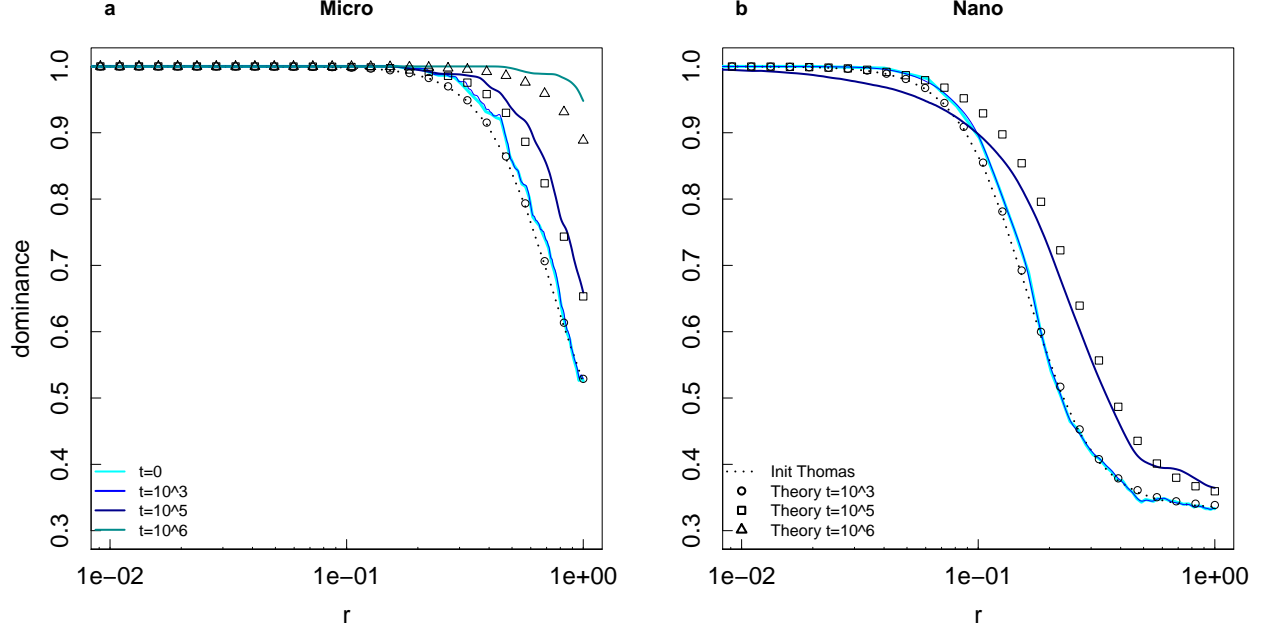 a
Micro
dominance
1.0
0.9
0.8
0.7
0.6
0.5
0.4
0.3
t=0
t=10^3
t=10^5
t=10^6
1e−02
1e−01
1e+00
r
b
Nano
1.0
0.9
0.8
0.7
0.6
0.5
0.4
0.3
Init Thomas
Theory t=10^3
Theory t=10^5
Theory t=10^6
1e−02
1e−01
1e+00
r